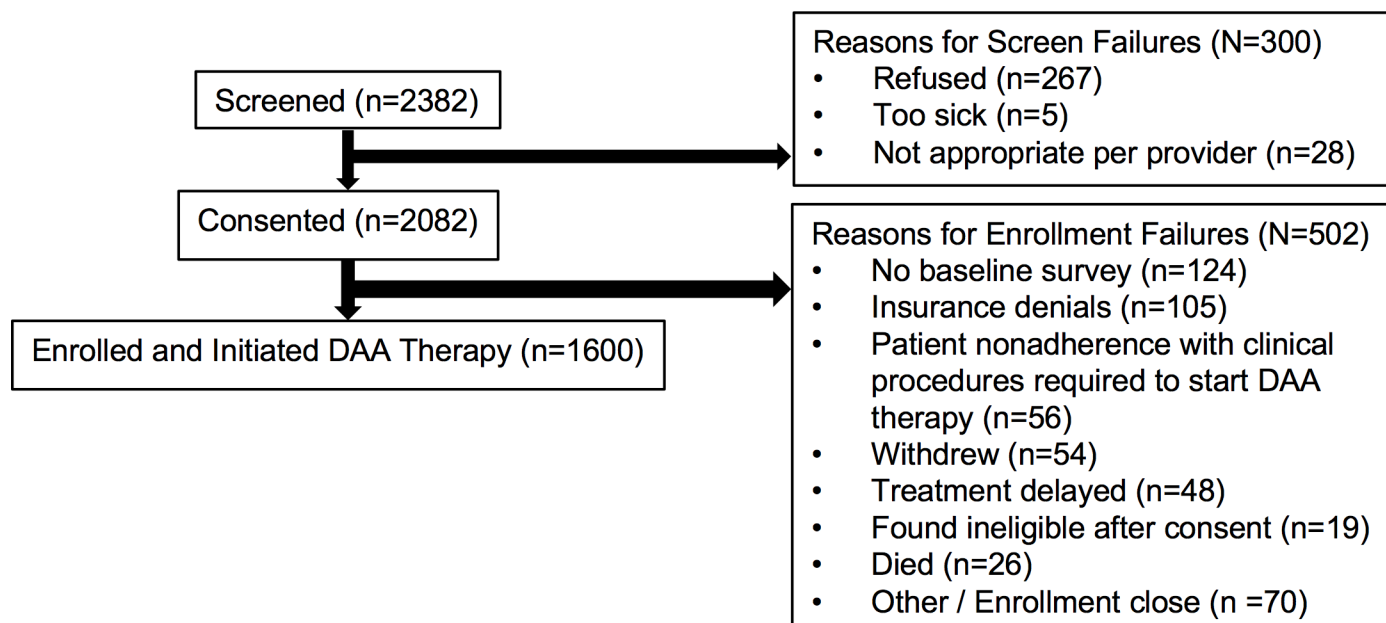 Screened (n=2382)
Reasons for Screen Failures (N=300)
• Refused (n=267)
• Too sick (n=5)
• Not appropriate per provider (n=28)
Consented (n=2082)
Reasons for Enrollment Failures (N=502)
• No baseline survey (n=124)
• Insurance denials (n=105)
• Patient nonadherence with clinical
procedures required to start DAA
therapy (n=56)
• Withdrew (n=54)
• Treatment delayed (n=48)
• Found ineligible after consent (n=19)
• Died (n=26)
• Other / Enrollment close (n =70)
Enrolled and Initiated DAA Therapy (n=1600)